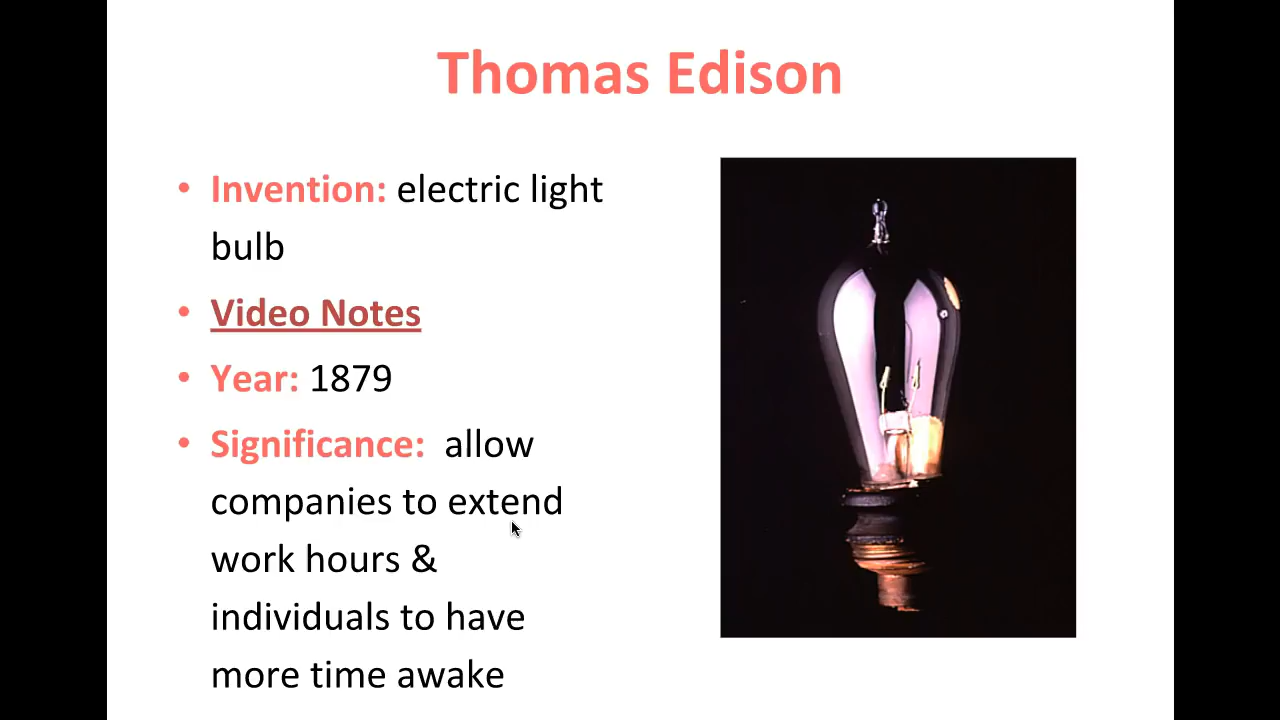 Thomas Edison
• Invention: electric light
bulb
• Video Notes
• Year: 1879
• Significance:  allow
companies to extend
work hours &
individuals to have
more time awake